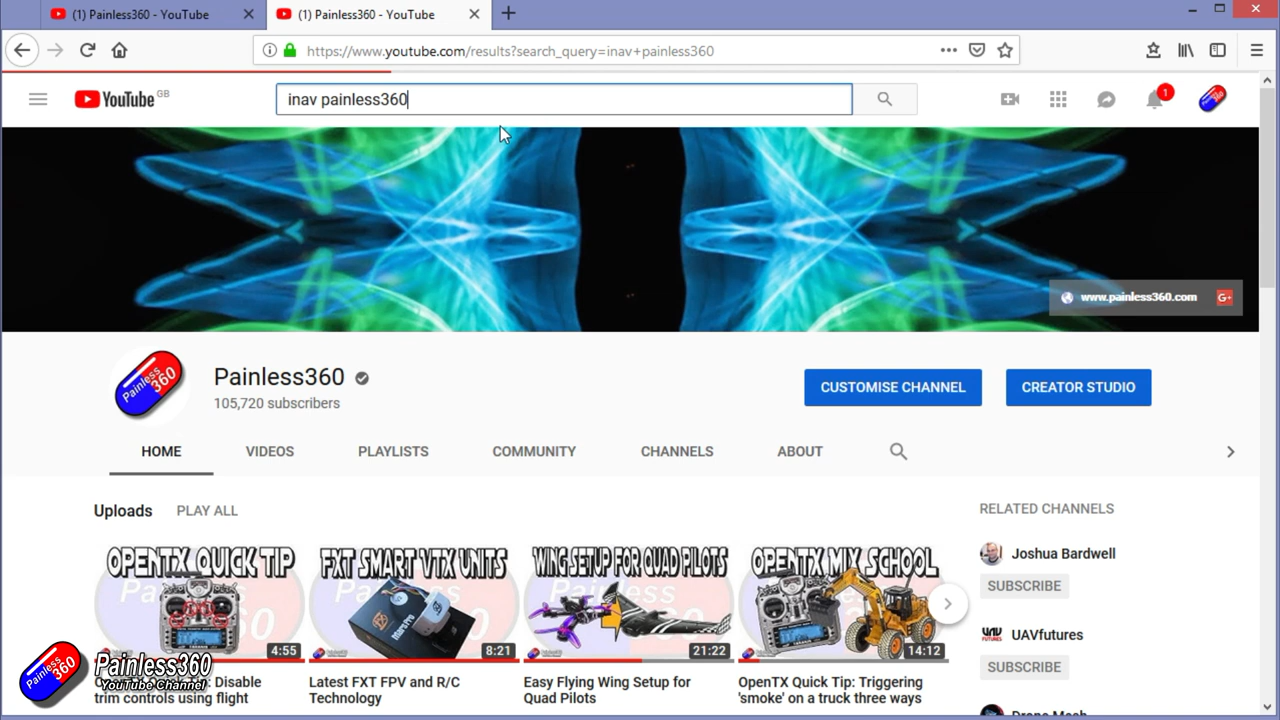 (1) Painless360 - YouTube
(1) Painless360 - YouTube
https://www.youtube.com/results?search_query=inav+painless360
YouTube GB
inav painless360
1
www.painless360.com G+
Painless360
Painless360
105,720 subscribers
CUSTOMISE CHANNEL
CREATOR STUDIO
HOME
VIDEOS
PLAYLISTS
COMMUNITY
CHANNELS
ABOUT
Uploads PLAY ALL
RELATED CHANNELS
OPENTX QUICK TIP
4:55
FXT SMART VTX UNITS
8:21
WING SETUP FOR QUAD PILOTS
21:22
OPENTX MIX SCHOOL
14:12
Joshua Bardwell
SUBSCRIBE
UAV FUTURES
UAVfutures
SUBSCRIBE
Disable
trim controls using flight
Latest FXT FPV and R/C
Technology
Easy Flying Wing Setup for
Quad Pilots
OpenTX Quick Tip: Triggering
'smoke' on a truck three ways
Painless360
Painless360
YouTube Channel